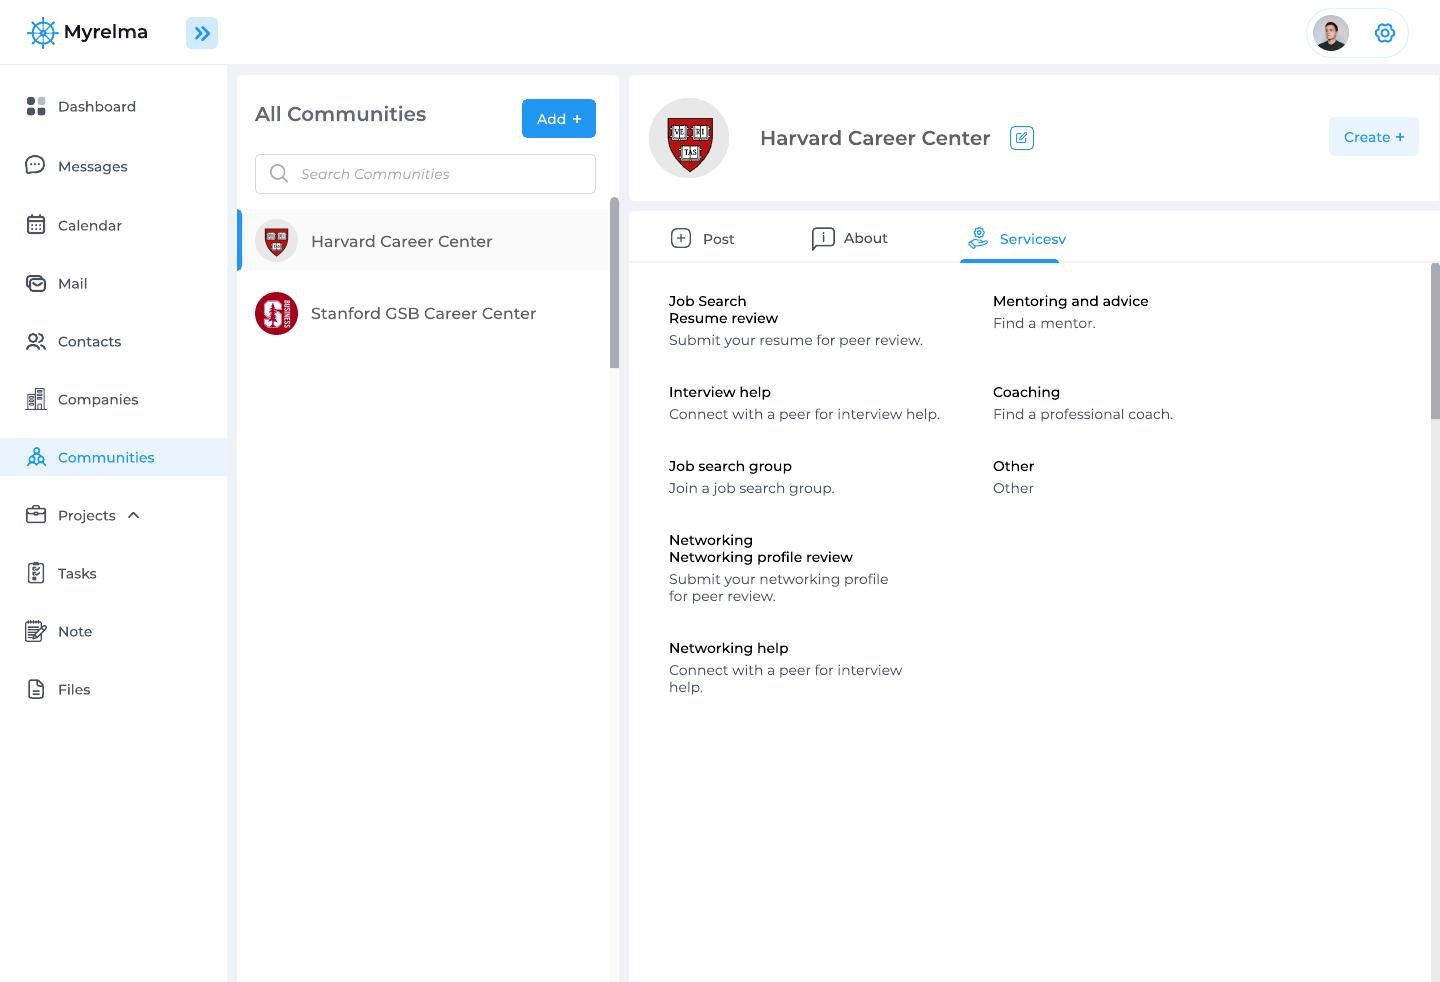 Myrelma
Dashboard
Messages
Calendar
Mail
Contacts
Companies
Communities
Projects
Tasks
Note
Files
All Communities
Add +
Search Communities
Harvard Career Center
Stanford GSB Career Center
Harvard Career Center
VE RI
TAS
Create +
Post
About
Servicesv
Job Search
Resume review
Submit your resume for peer review.
Interview help
Connect with a peer for interview help.
Job search group
Join a job search group.
Networking
Networking profile review
Submit your networking profile
for peer review.
Networking help
Connect with a peer for interview
help.
Mentoring and advice
Find a mentor.
Coaching
Find a professional coach.
Other
Other
BUSINESS